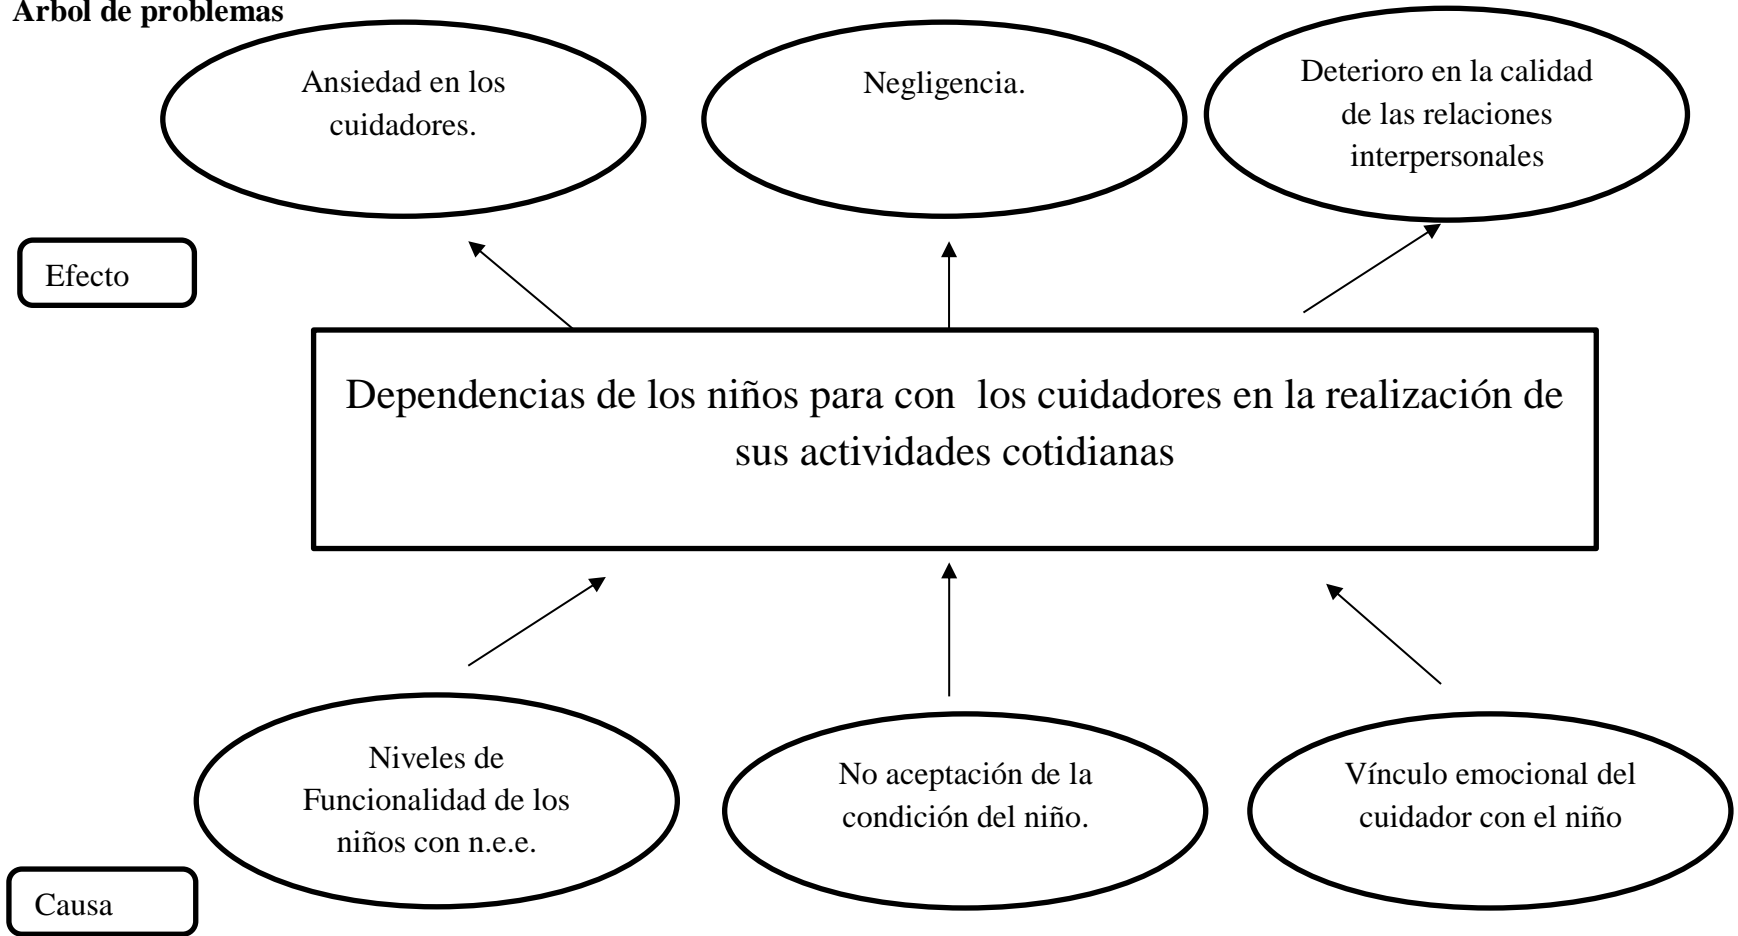 Árbol de problemas
Ansiedad en los
cuidadores.
Negligencia.
Deterioro en la calidad
de las relaciones
interpersonales
Efecto
Dependencias de los niños para con  los cuidadores en la realización de
sus actividades cotidianas
Niveles de
Funcionalidad de los
niños con n.e.e.
No aceptación de la
condición del niño.
Vínculo emocional del
cuidador con el niño
Causa